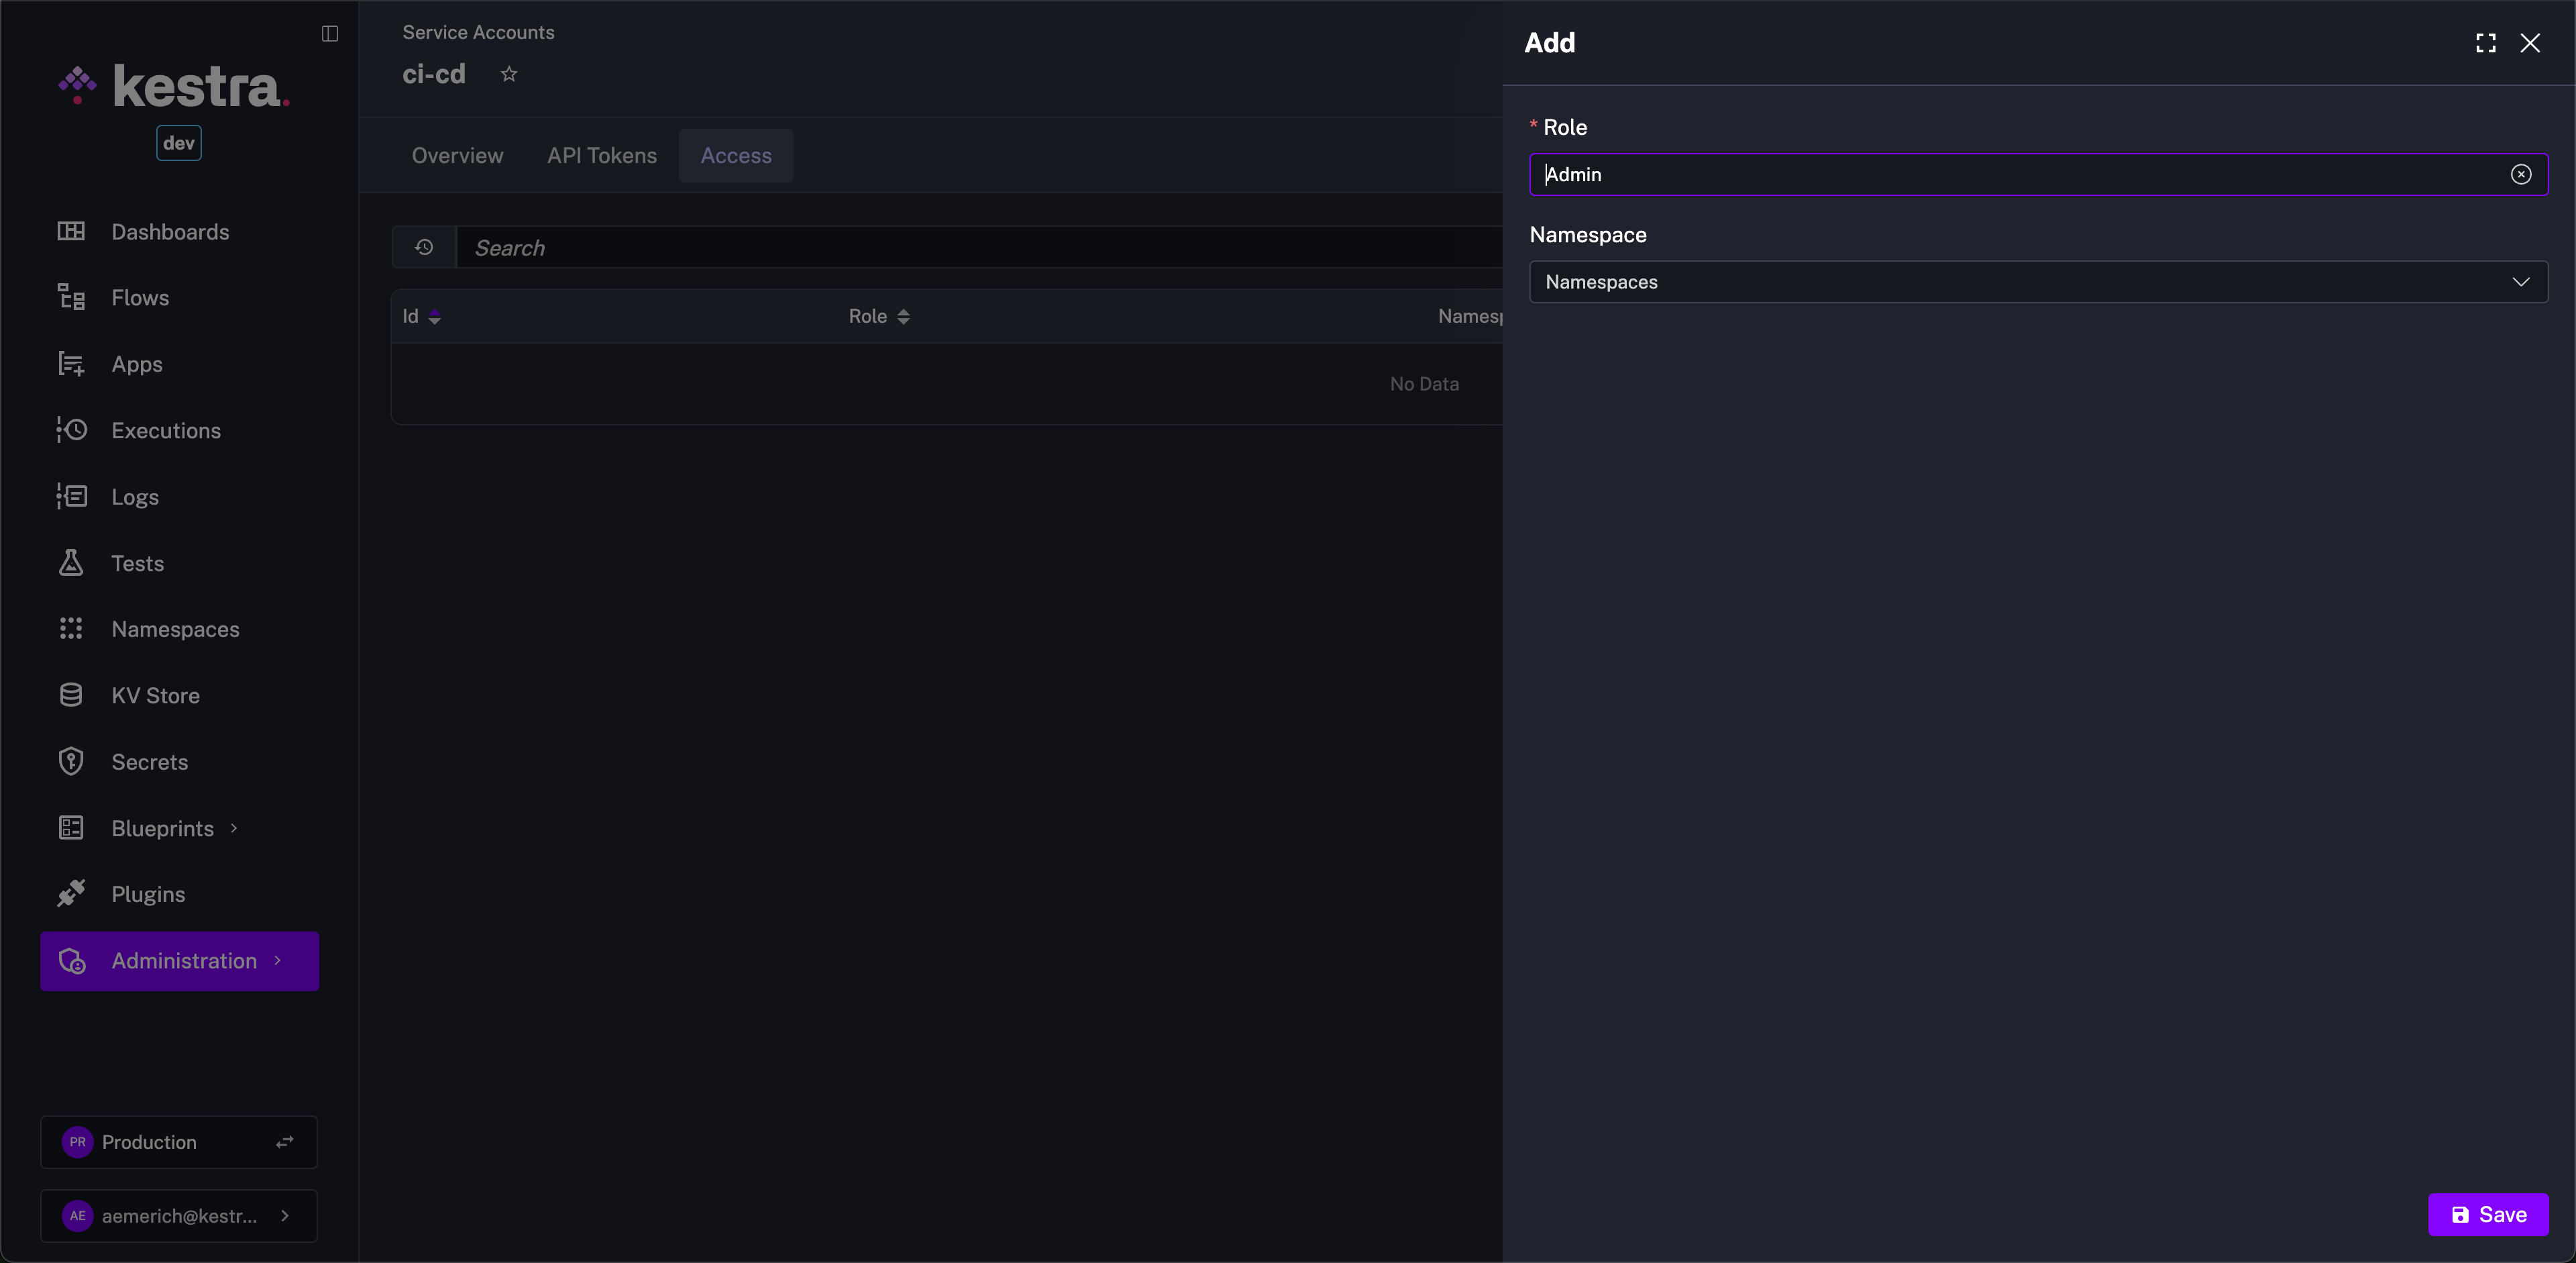 kestra.
dev
Dashboards
Flows
Apps
Executions
Logs
Tests
Namespaces
KV Store
Secrets
Blueprints
Plugins
Administration
PR Production
AE aemerich@kestr...
Service Accounts
ci-cd
Overview API Tokens Access
Search
Id Role Namesp
No Data
Add
* Role
Admin
Namespace
Namespaces
Save